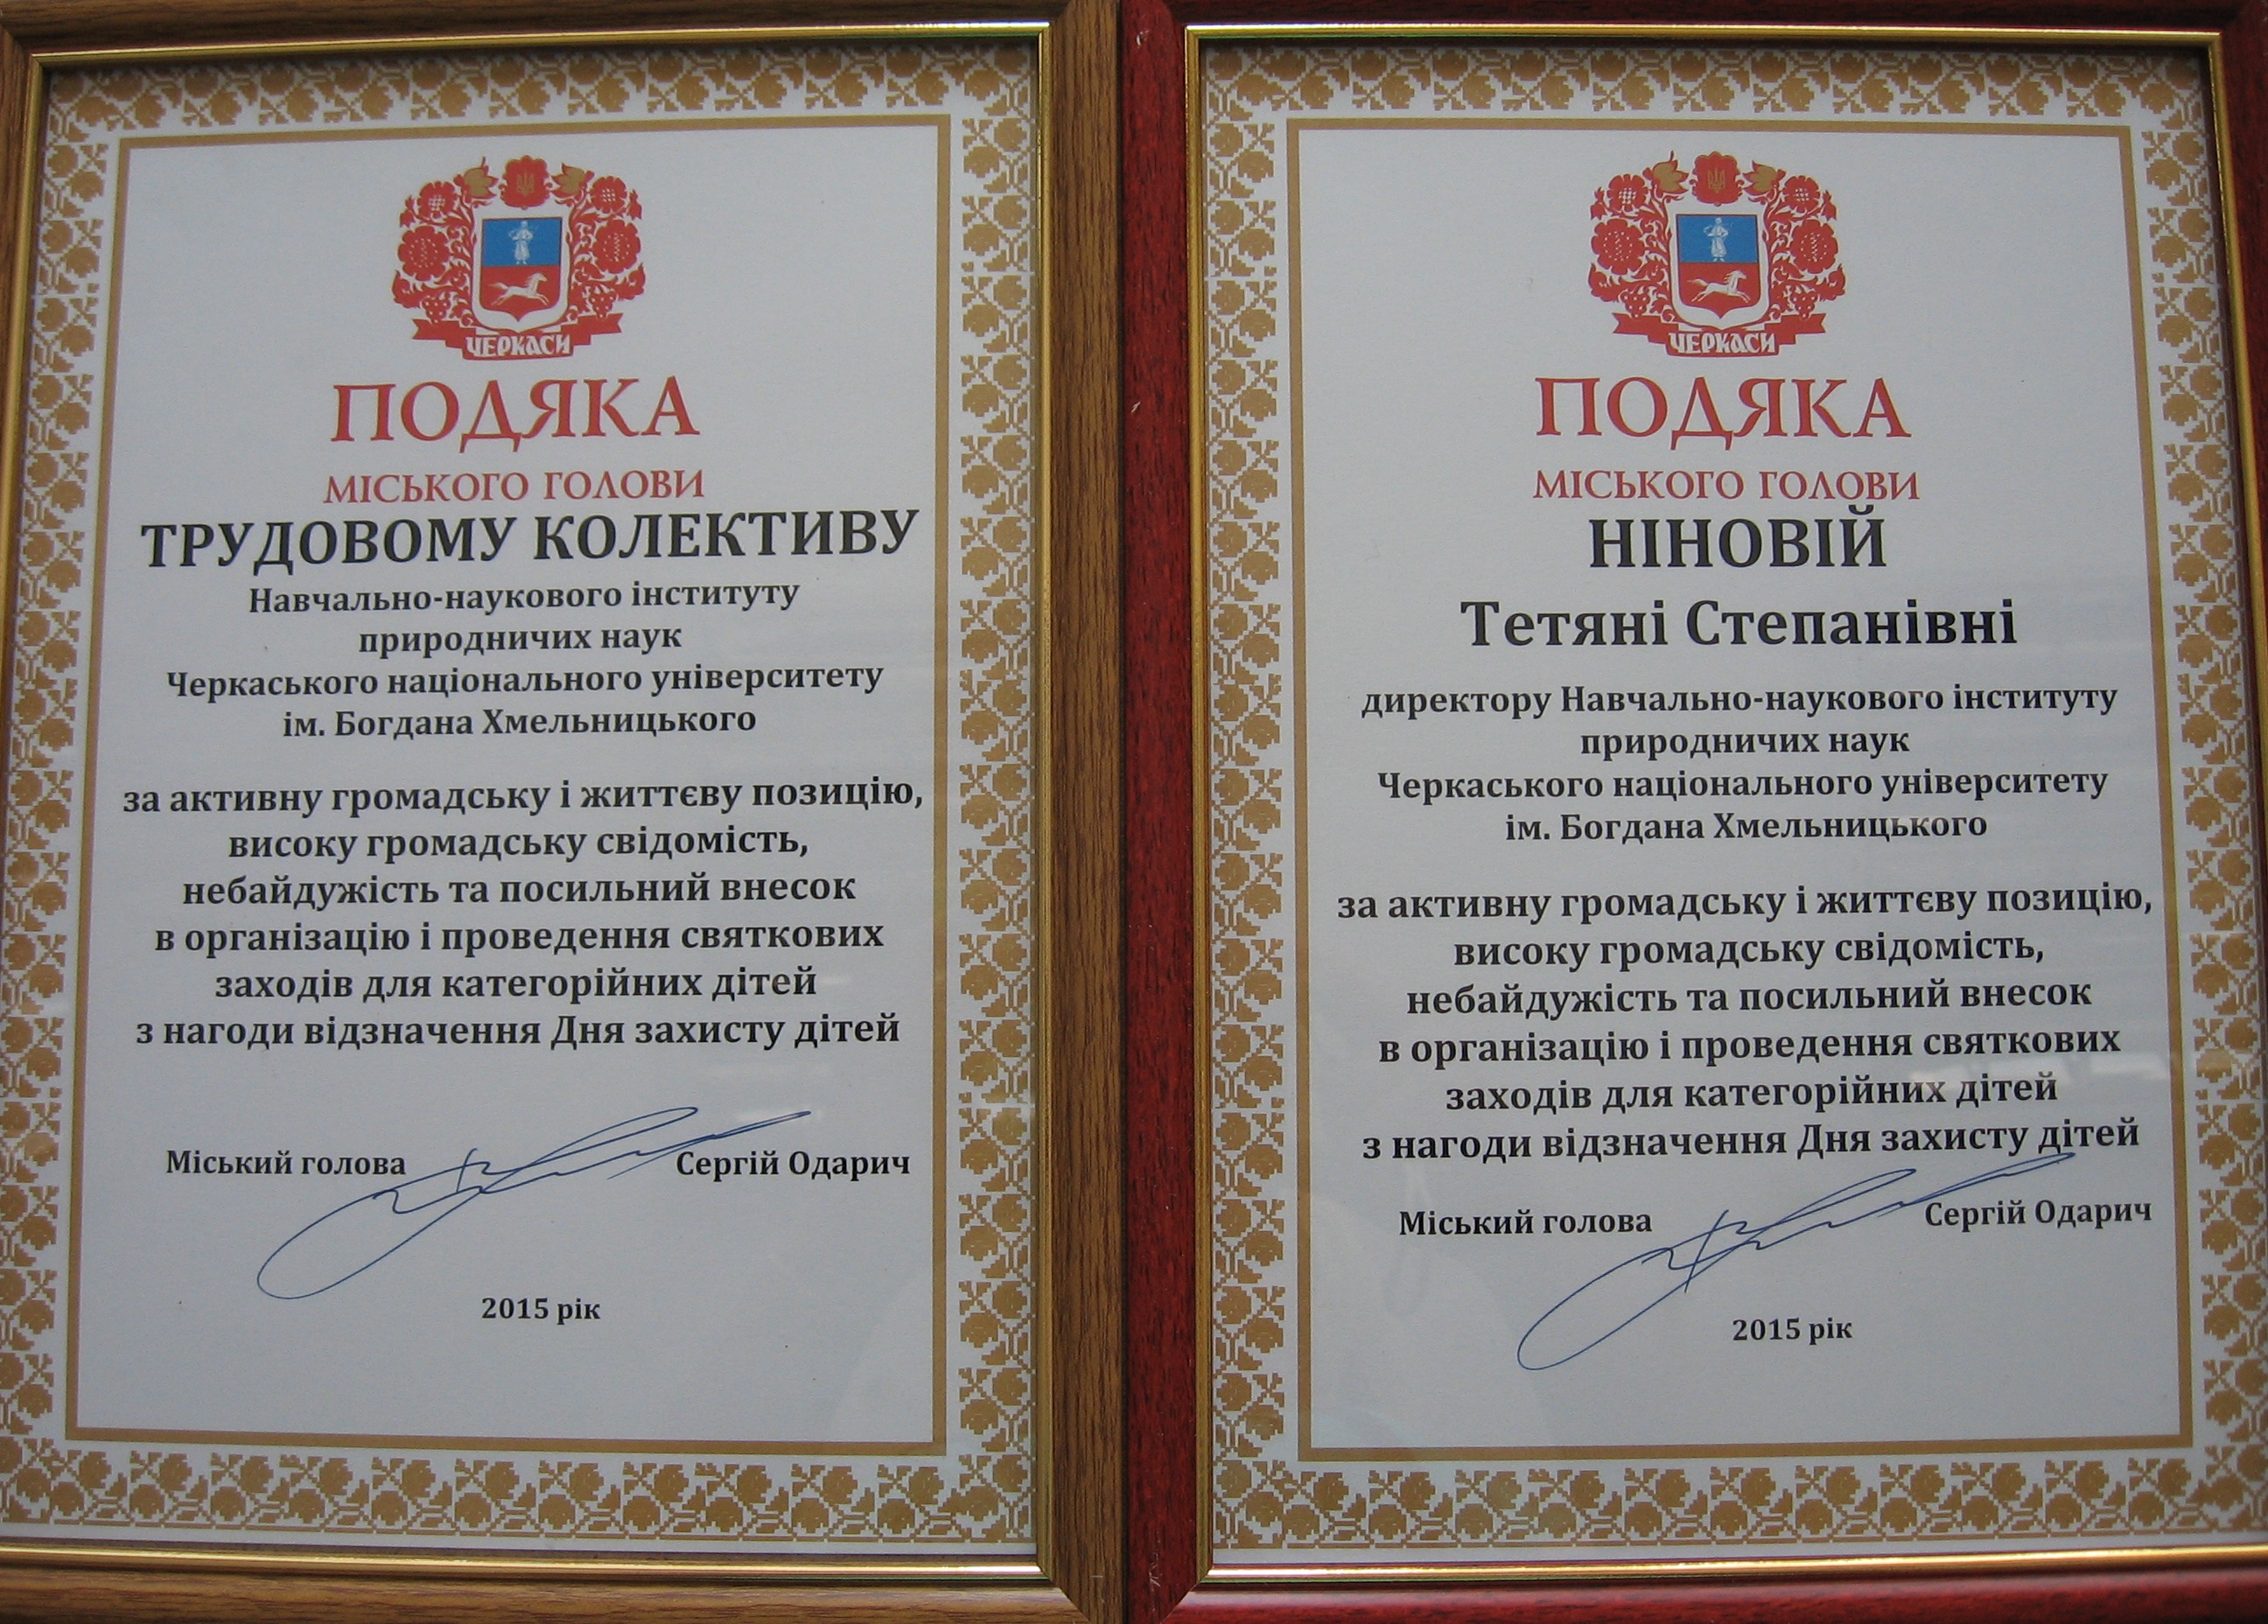 ЧЕРКАСИ
ПОДЯКА
МІСЬКОГО ГОЛОВИ
ТРУДОВОМУ КОЛЕКТИВУ
Навчально-наукового інституту
природничих наук
Черкаського національного університету
ім. Богдана Хмельницького
за активну громадську і життєву позицію,
високу громадську свідомість,
небайдужість та посильний внесок
в організацію і проведення святкових
заходів для категорійних дітей
з нагоди відзначення Дня захисту дітей
Міський голова Сергій Одарич
2015 рік
ЧЕРКАСИ
ПОДЯКА
МІСЬКОГО ГОЛОВИ
НІНОВІЙ
Тетяні Степанівні
директору Навчально-наукового інституту
природничих наук
Черкаського національного університету
ім. Богдана Хмельницького
за активну громадську і життєву позицію,
високу громадську свідомість,
небайдужість та посильний внесок
в організацію і проведення святкових
заходів для категорійних дітей
з нагоди відзначення Дня захисту дітей
Міський голова Сергій Одарич
2015 рік